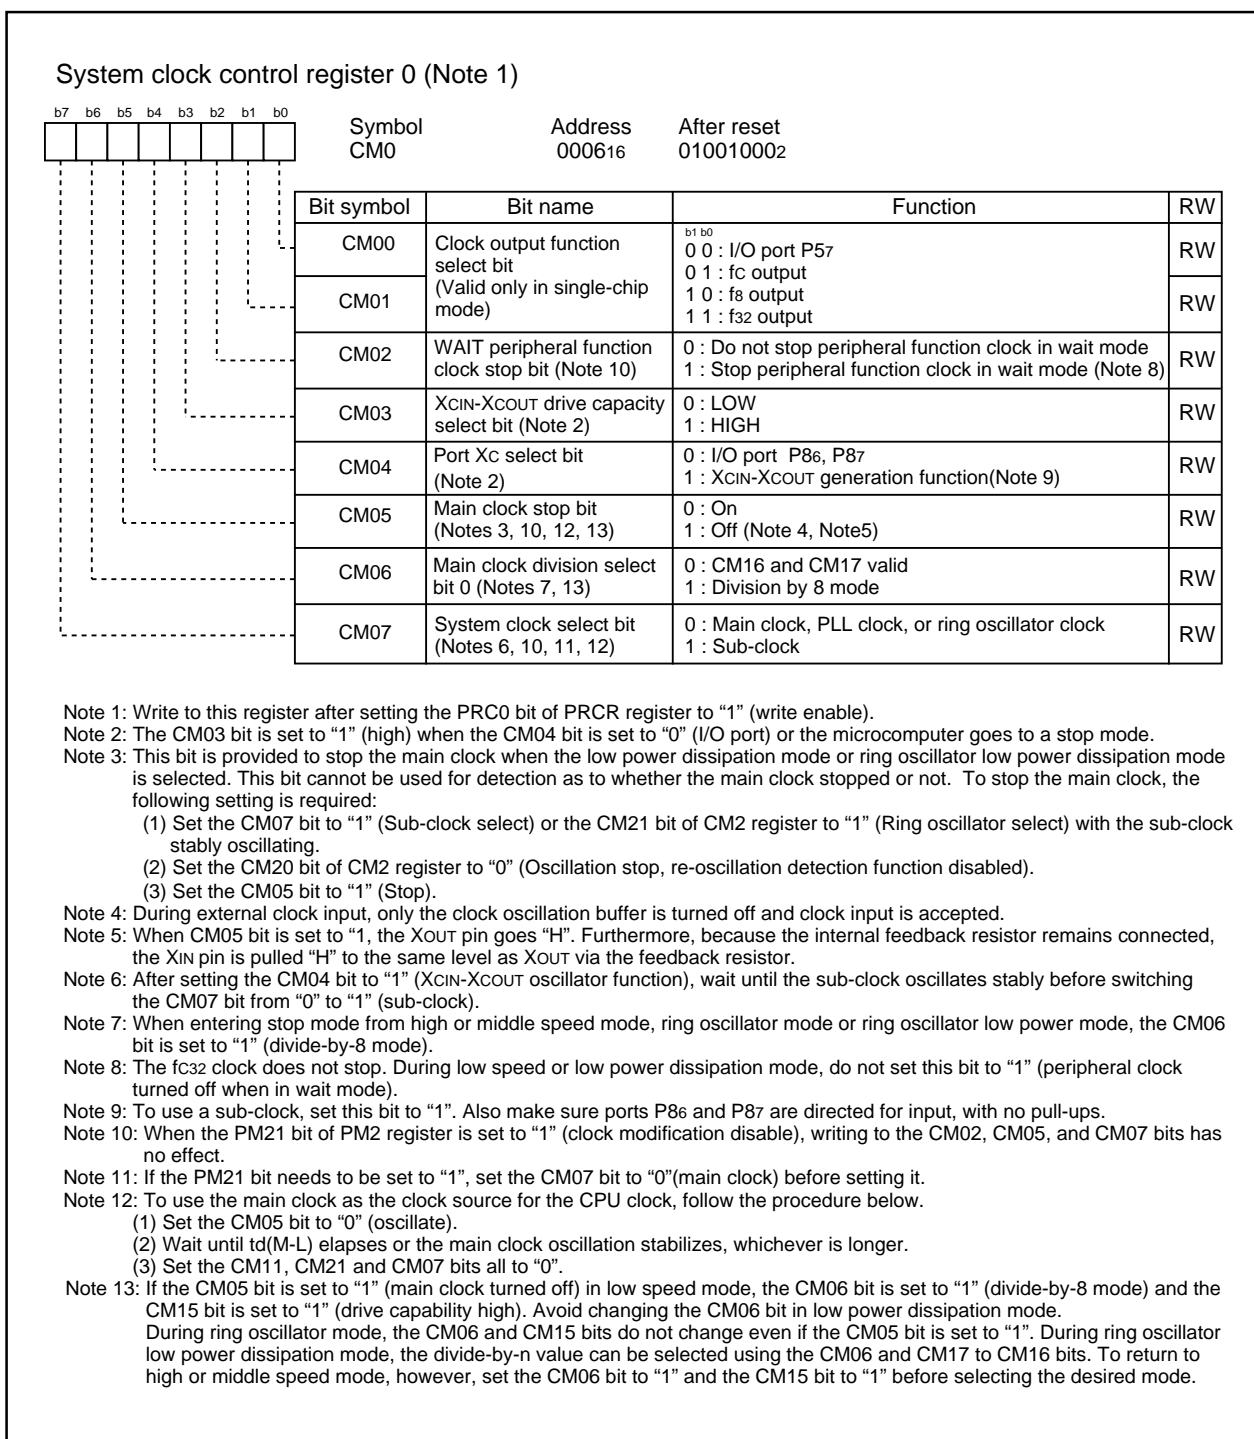 System clock control register 0 (Note 1)
b7 b6 b5 b4 b3 b2 b1 b0
Symbol Address After reset
CM0 000616 010010002
Bit symbol Bit name Function RW
CM00 Clock output function select bit (Valid only in single-chip mode) b1 b0 RW
0 0 : I/O port P57
0 1 : fC output
CM01 1 0 : f8 output RW
1 1 : f32 output
CM02 WAIT peripheral function 0 : Do not stop peripheral function clock in wait mode RW
clock stop bit (Note 10) 1 : Stop peripheral function clock in wait mode (Note 8)
CM03 XCIN-XCOUT drive capacity 0 : LOW RW
select bit (Note 2) 1 : HIGH
CM04 Port XC select bit 0 : I/O port P86, P87 RW
(Note 2) 1 : XCIN-XCOUT generation function(Note 9)
CM05 Main clock stop bit 0 : On RW
(Notes 3, 10, 12, 13) 1 : Off (Note 4, Note5)
CM06 Main clock division select 0 : CM16 and CM17 valid RW
bit 0 (Notes 7, 13) 1 : Division by 8 mode
CM07 System clock select bit 0 : Main clock, PLL clock, or ring oscillator clock RW
(Notes 6, 10, 11, 12) 1 : Sub-clock
Note 1: Write to this register after setting the PRC0 bit of PRCR register to “1” (write enable).
Note 2: The CM03 bit is set to “1” (high) when the CM04 bit is set to “0” (I/O port) or the microcomputer goes to a stop mode.
Note 3: This bit is provided to stop the main clock when the low power dissipation mode or ring oscillator low power dissipation mode
is selected. This bit cannot be used for detection as to whether the main clock stopped or not. To stop the main clock, the
following setting is required:
(1) Set the CM07 bit to “1” (Sub-clock select) or the CM21 bit of CM2 register to “1” (Ring oscillator select) with the sub-clock
stably oscillating.
(2) Set the CM20 bit of CM2 register to “0” (Oscillation stop, re-oscillation detection function disabled).
(3) Set the CM05 bit to “1” (Stop).
Note 4: During external clock input, only the clock oscillation buffer is turned off and clock input is accepted.
Note 5: When CM05 bit is set to “1, the XOUT pin goes “H”. Furthermore, because the internal feedback resistor remains connected,
the XIN pin is pulled “H” to the same level as XOUT via the feedback resistor.
Note 6: After setting the CM04 bit to “1” (XCIN-XCOUT oscillator function), wait until the sub-clock oscillates stably before switching
the CM07 bit from “0” to “1” (sub-clock).
Note 7: When entering stop mode from high or middle speed mode, ring oscillator mode or ring oscillator low power mode, the CM06
bit is set to “1” (divide-by-8 mode).
Note 8: The fC32 clock does not stop. During low speed or low power dissipation mode, do not set this bit to “1” (peripheral clock
turned off when in wait mode).
Note 9: To use a sub-clock, set this bit to “1”. Also make sure ports P86 and P87 are directed for input, with no pull-ups.
Note 10: When the PM21 bit of PM2 register is set to “1” (clock modification disable), writing to the CM02, CM05, and CM07 bits has
no effect.
Note 11: If the PM21 bit needs to be set to “1”, set the CM07 bit to “0”(main clock) before setting it.
Note 12: To use the main clock as the clock source for the CPU clock, follow the procedure below.
(1) Set the CM05 bit to “0” (oscillate).
(2) Wait until td(M-L) elapses or the main clock oscillation stabilizes, whichever is longer.
(3) Set the CM11, CM21 and CM07 bits all to “0”.
Note 13: If the CM05 bit is set to “1” (main clock turned off) in low speed mode, the CM06 bit is set to “1” (divide-by-8 mode) and the
CM15 bit is set to “1” (drive capability high). Avoid changing the CM06 bit in low power dissipation mode.
During ring oscillator mode, the CM06 and CM15 bits do not change even if the CM05 bit is set to “1”. During ring oscillator
low power dissipation mode, the divide-by-n value can be selected using the CM06 and CM17 to CM16 bits. To return to
high or middle speed mode, however, set the CM06 bit to “1” and the CM15 bit to “1” before selecting the desired mode.